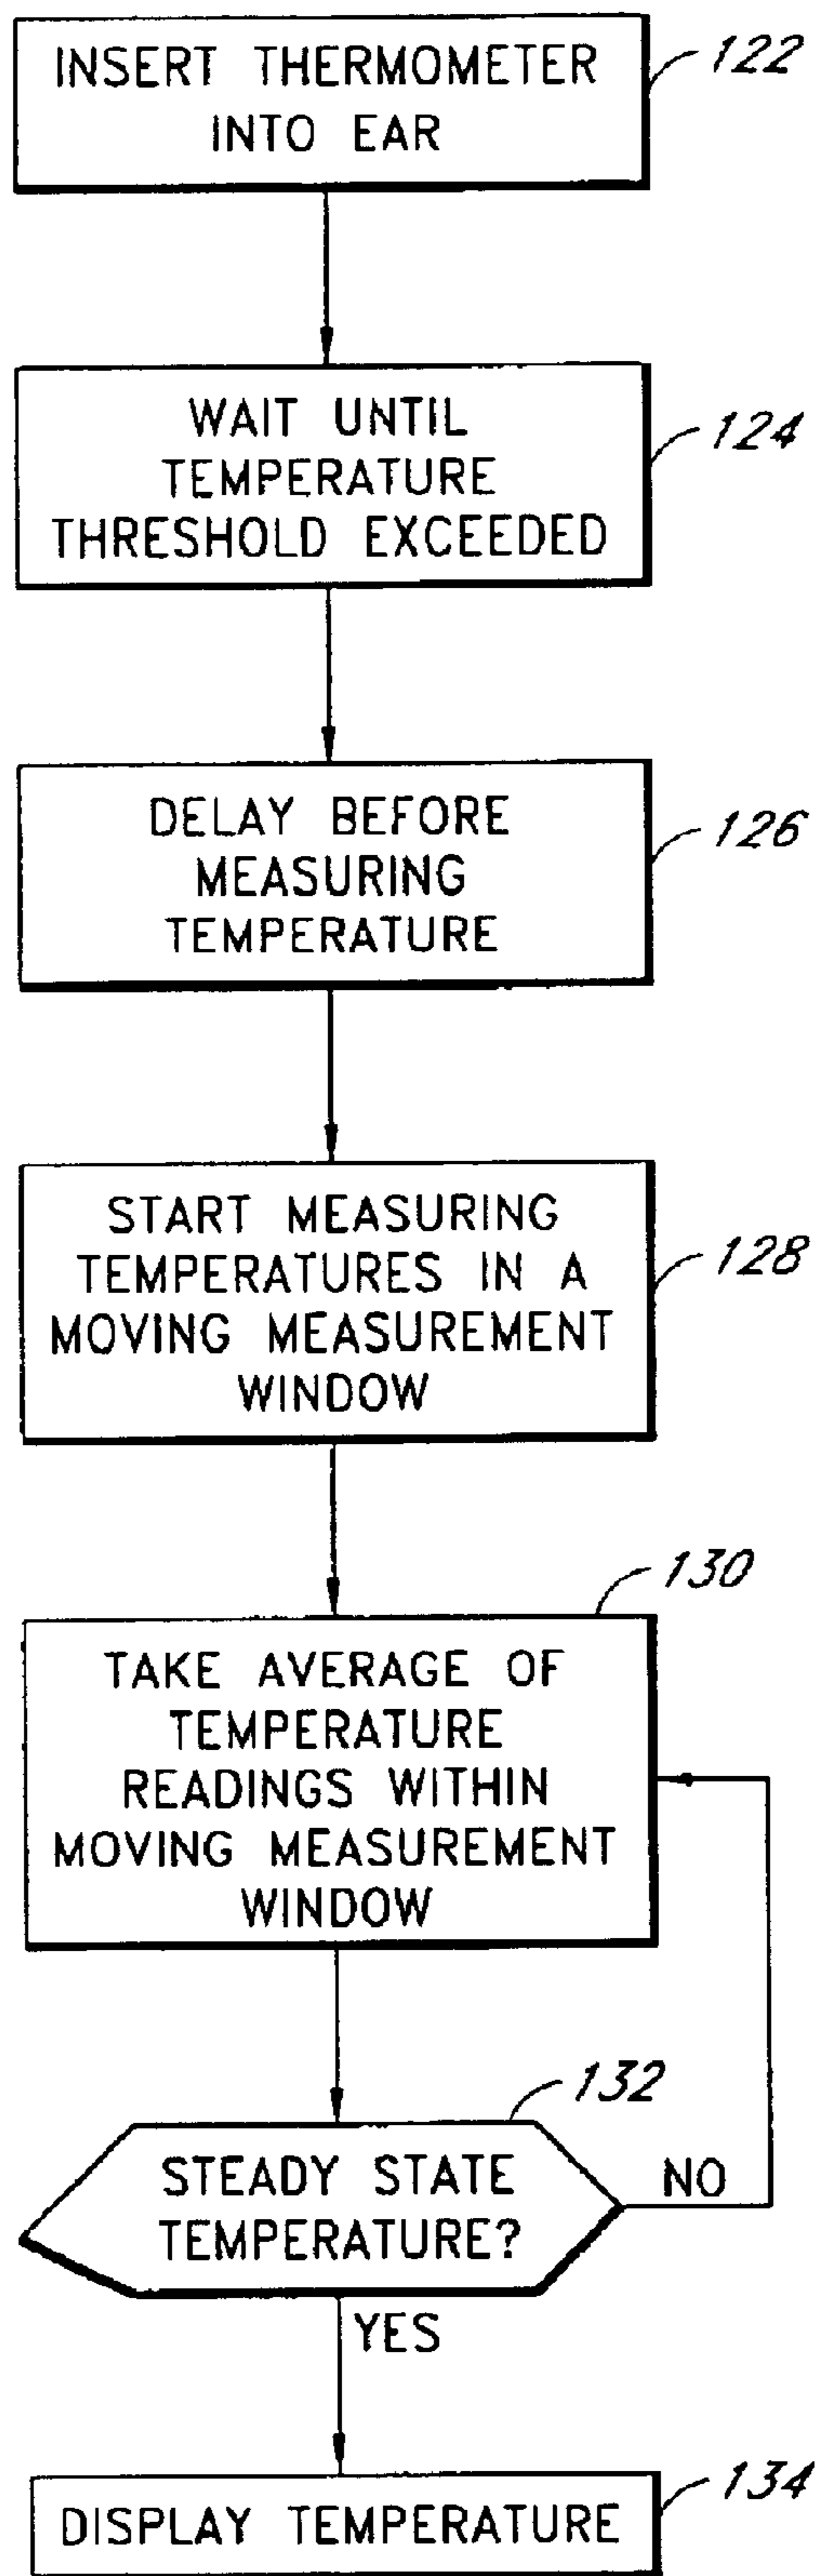 INSERT THERMOMETER
INTO EAR
122
WAIT UNTIL
TEMPERATURE
THRESHOLD EXCEEDED
124
DELAY BEFORE
MEASURING
TEMPERATURE
126
START MEASURING
TEMPERATURES IN A
MOVING MEASUREMENT
WINDOW
128
130
TAKE AVERAGE OF
TEMPERATURE
READINGS WITHIN
MOVING MEASUREMENT
WINDOW
132
STEADY STATE
TEMPERATURE?
NO
YES
134
DISPLAY TEMPERATURE